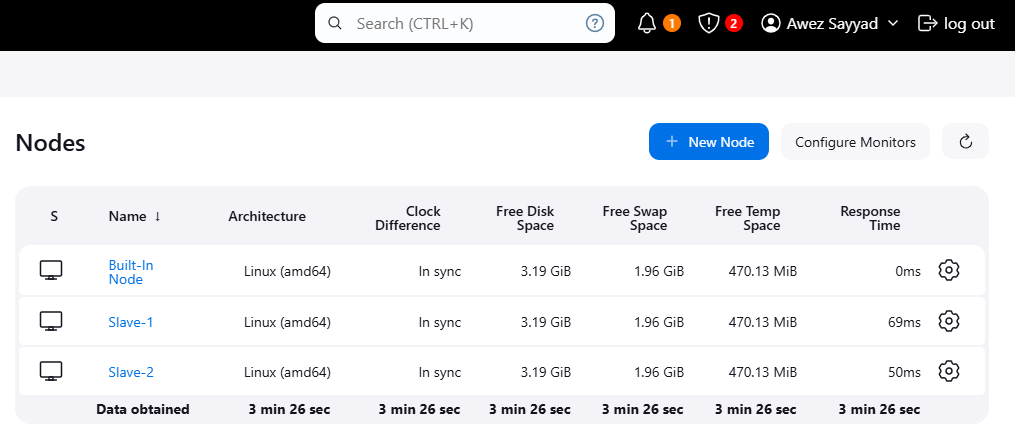 Search (CTRL+K) ? 1 2 Awez Sayyad log out
Nodes
+ New Node Configure Monitors
S Name ↓ Architecture Clock Difference Free Disk Space Free Swap Space Free Temp Space Response Time
Built-In Node Linux (amd64) In sync 3.19 GiB 1.96 GiB 470.13 MiB 0ms
Slave-1 Linux (amd64) In sync 3.19 GiB 1.96 GiB 470.13 MiB 69ms
Slave-2 Linux (amd64) In sync 3.19 GiB 1.96 GiB 470.13 MiB 50ms
Data obtained 3 min 26 sec 3 min 26 sec 3 min 26 sec 3 min 26 sec 3 min 26 sec 3 min 26 sec